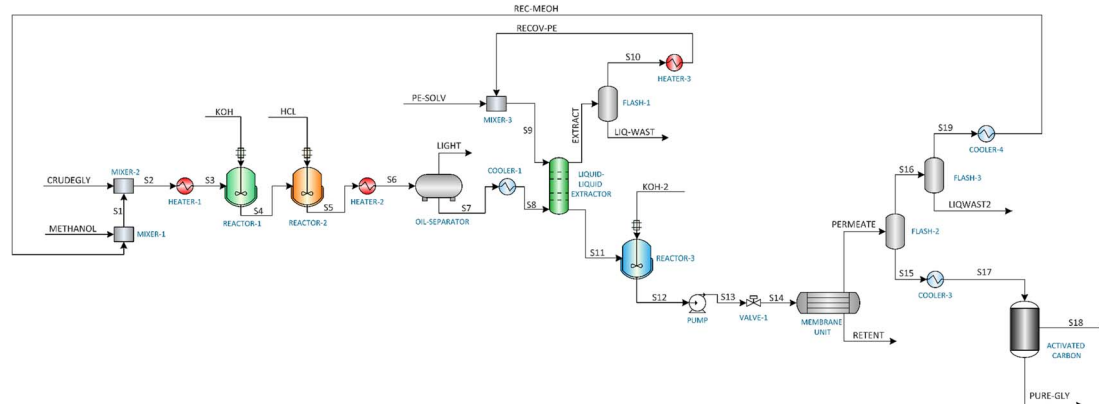 REC-MEOH
RECOV-PE
S10
HEATER-3
PE-SOLV
MIXER-3
FLASH-1
EXTRACT
LIQ-WAST
S9
KOH
HCL
LIGHT
COOLER-1
LIQUID-
LIQUID
EXTRACTOR
S19
COOLER-4
S16
FLASH-3
LIQWAST2
CRUDEGLY
MIXER-2
S2
HEATER-1
S3
REACTOR-1
S4
REACTOR-2
S5
HEATER-2
S6
OIL-SEPARATOR
S7
S8
KOH-2
S1
METHANOL
MIXER-1
PERMEATE
FLASH-2
S11
REACTOR-3
S15
COOLER-3
S17
S12
PUMP
S13
VALVE-1
S14
MEMBRANE
UNIT
RETENT
S18
ACTIVATED
CARBON
PURE-GLY